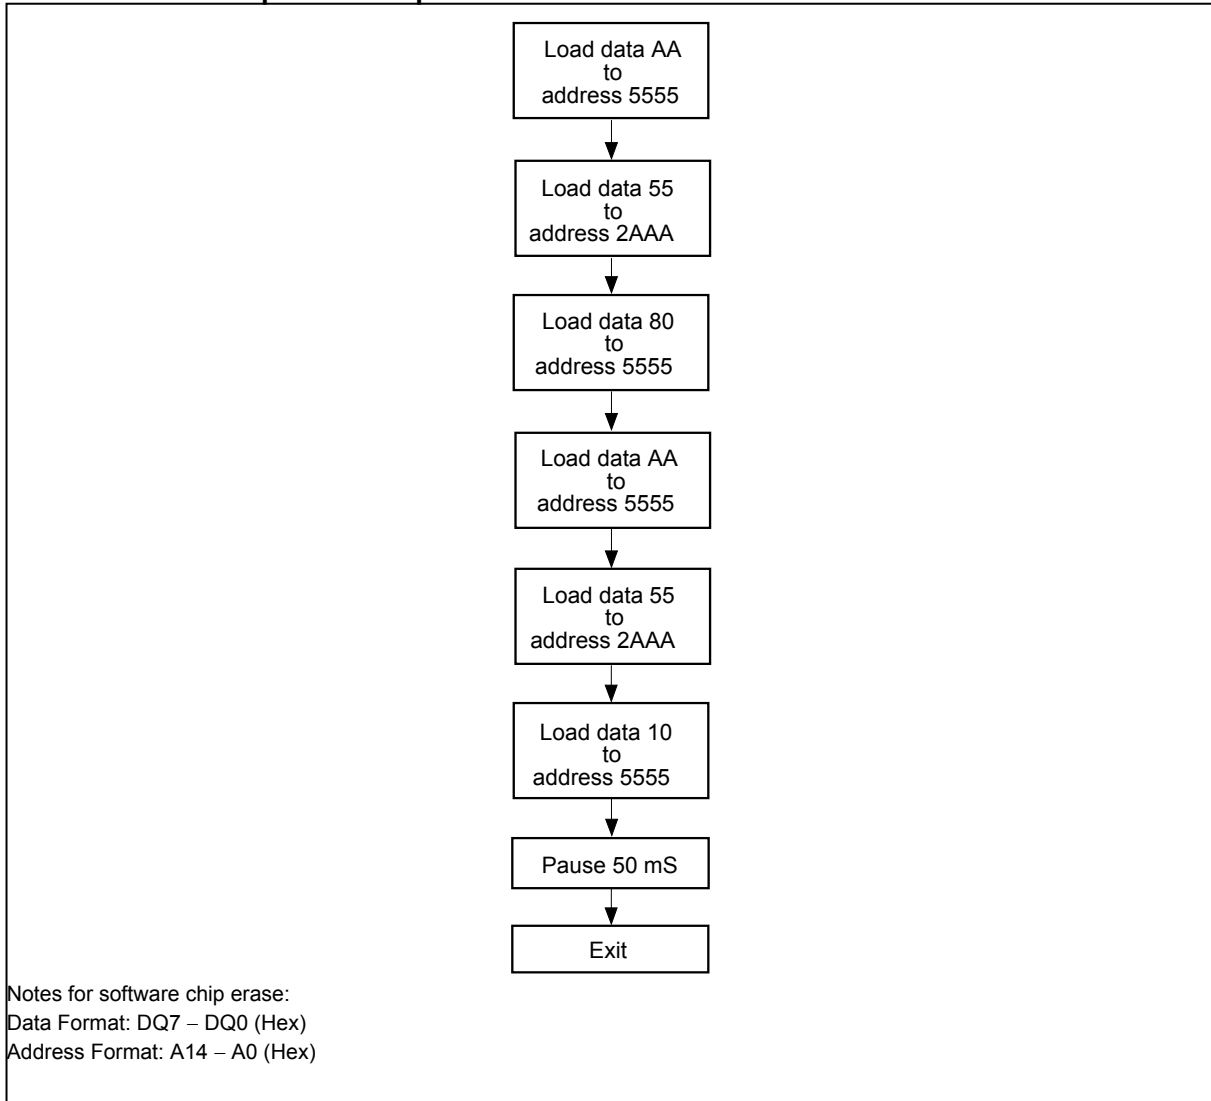 Load data AA
to
address 5555
Load data 55
to
address 2AAA
Load data 80
to
address 5555
Load data AA
to
address 5555
Load data 55
to
address 2AAA
Load data 10
to
address 5555
Pause 50 mS
Exit
Notes for software chip erase:
Data Format: DQ7 – DQ0 (Hex)
Address Format: A14 – A0 (Hex)